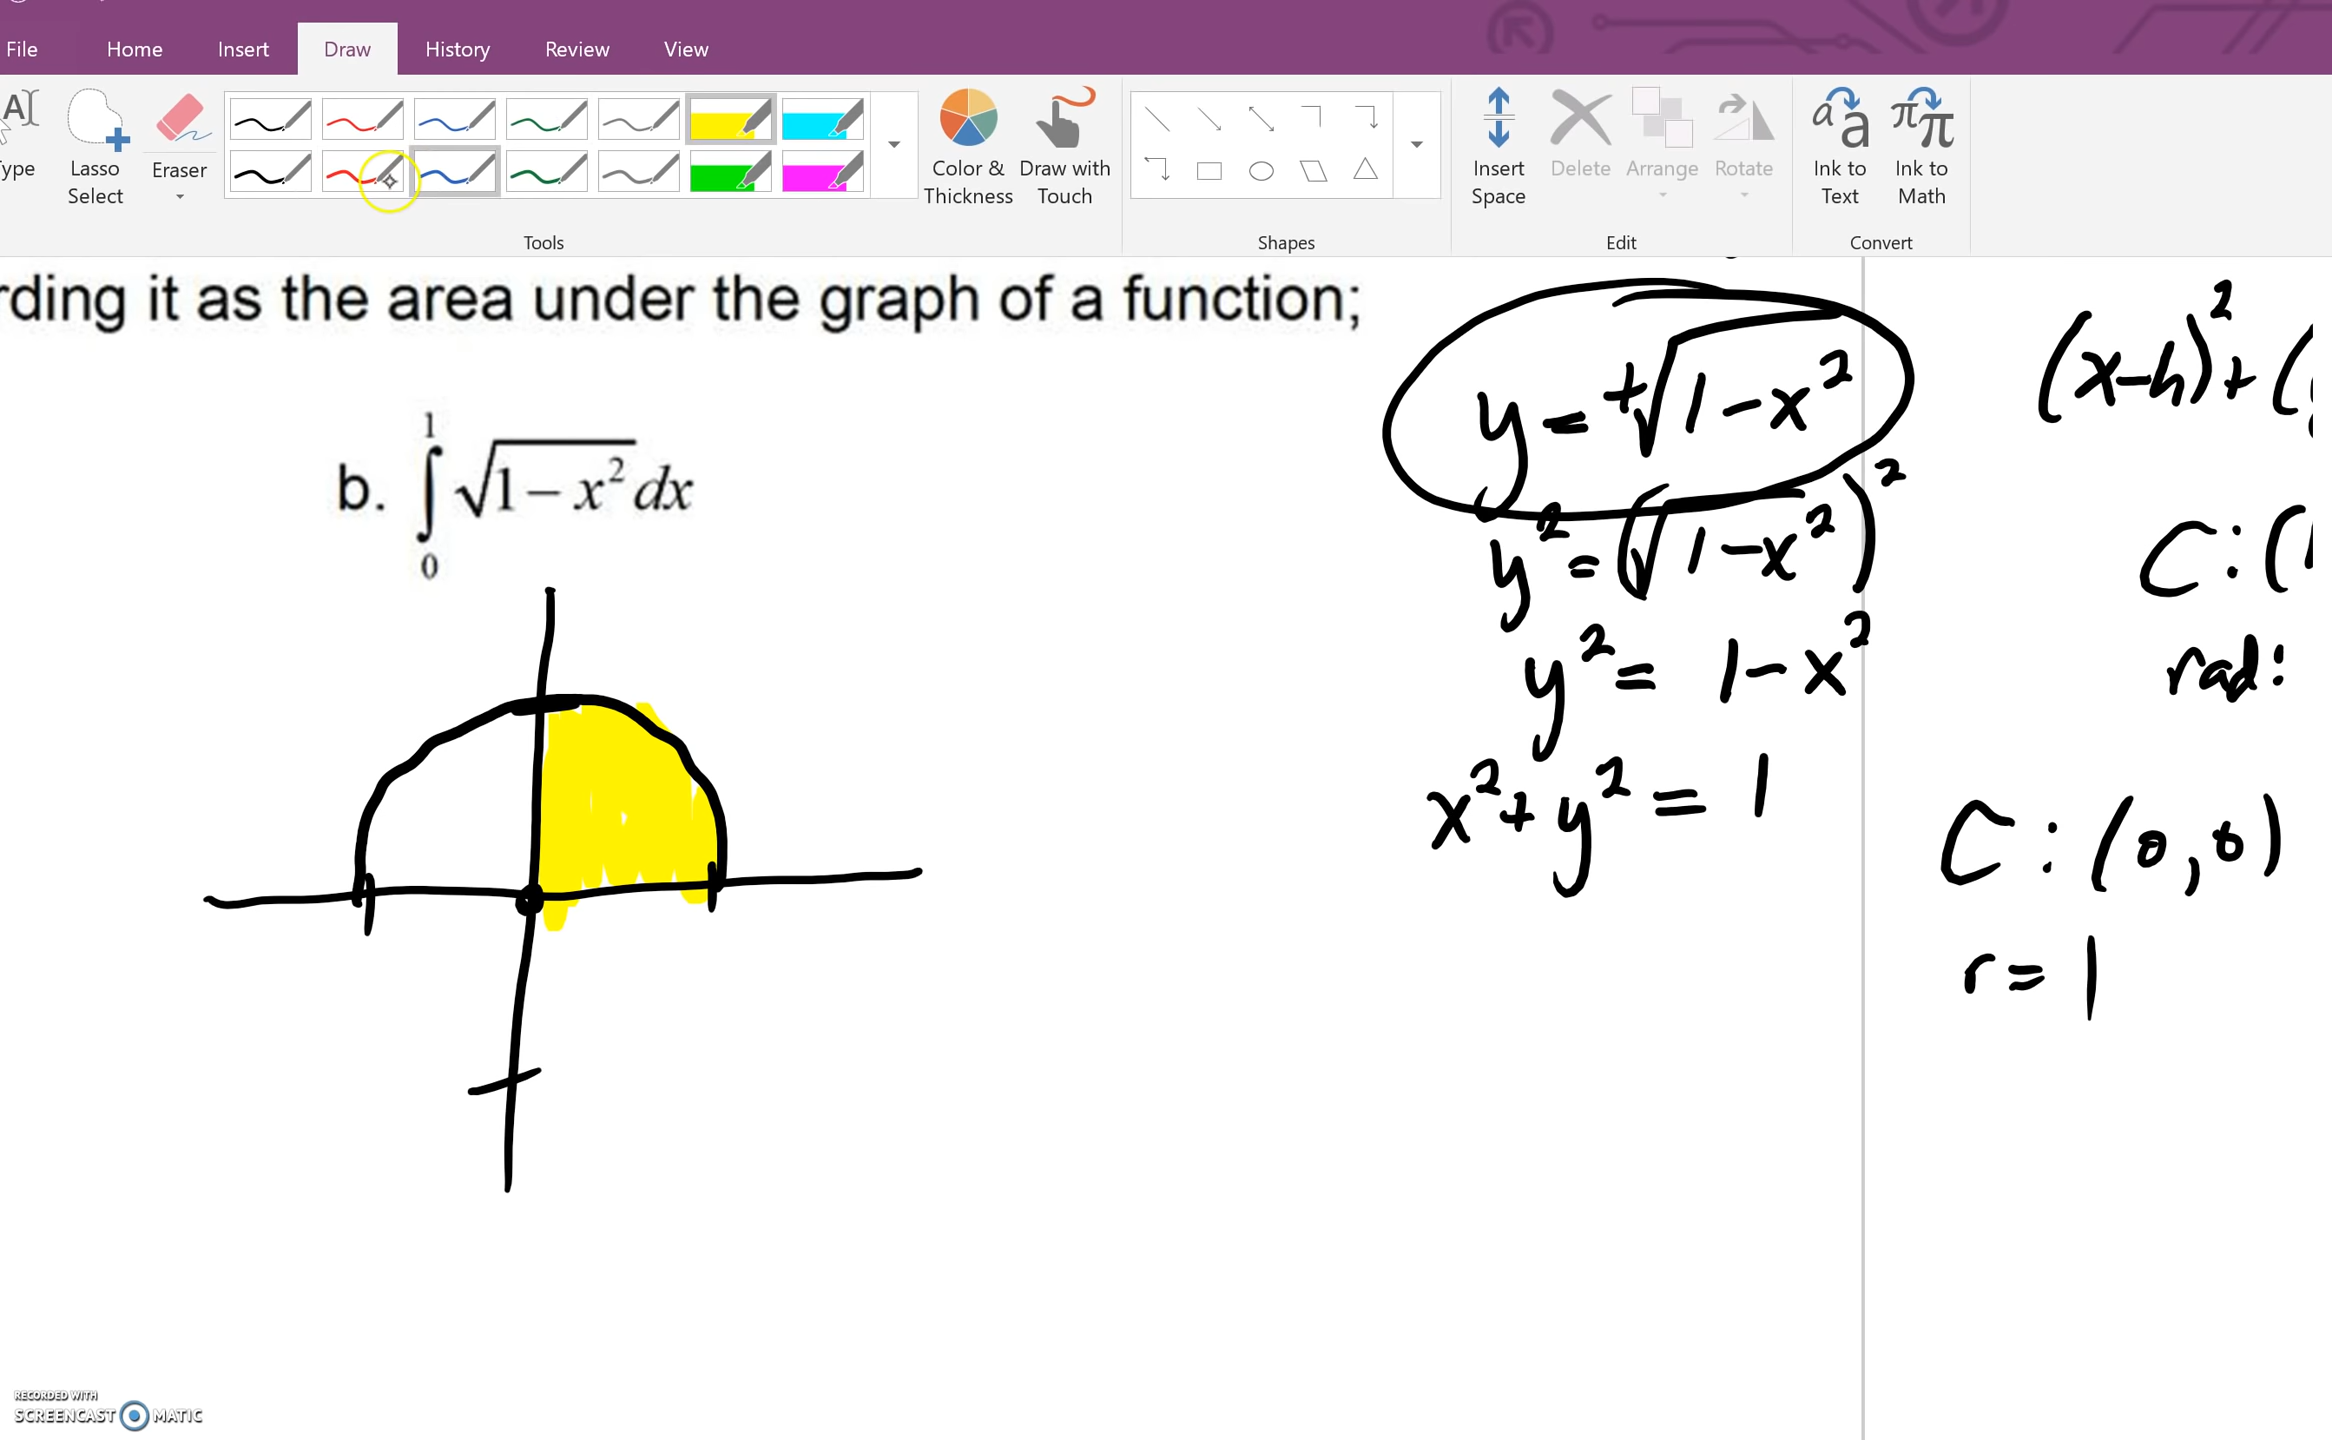 File Home Insert Draw History Review View
Lasso Select
Eraser
Color & Thickness
Draw with Touch
Insert Space
Delete
Arrange
Rotate
Ink to Text
Ink to Math
Tools
Shapes
Edit
Convert
rding it as the area under the graph of a function;
b. ∫₀¹ √(1 – x²) dx
y = +√(1-x²)
y² = (√(1-x²))²
y² = 1-x²
x²+y² = 1
(x-h)²+(
C:(
rad:
C:(0,0)
r=1
RECORDED WITH
SCREENCAST MATIC